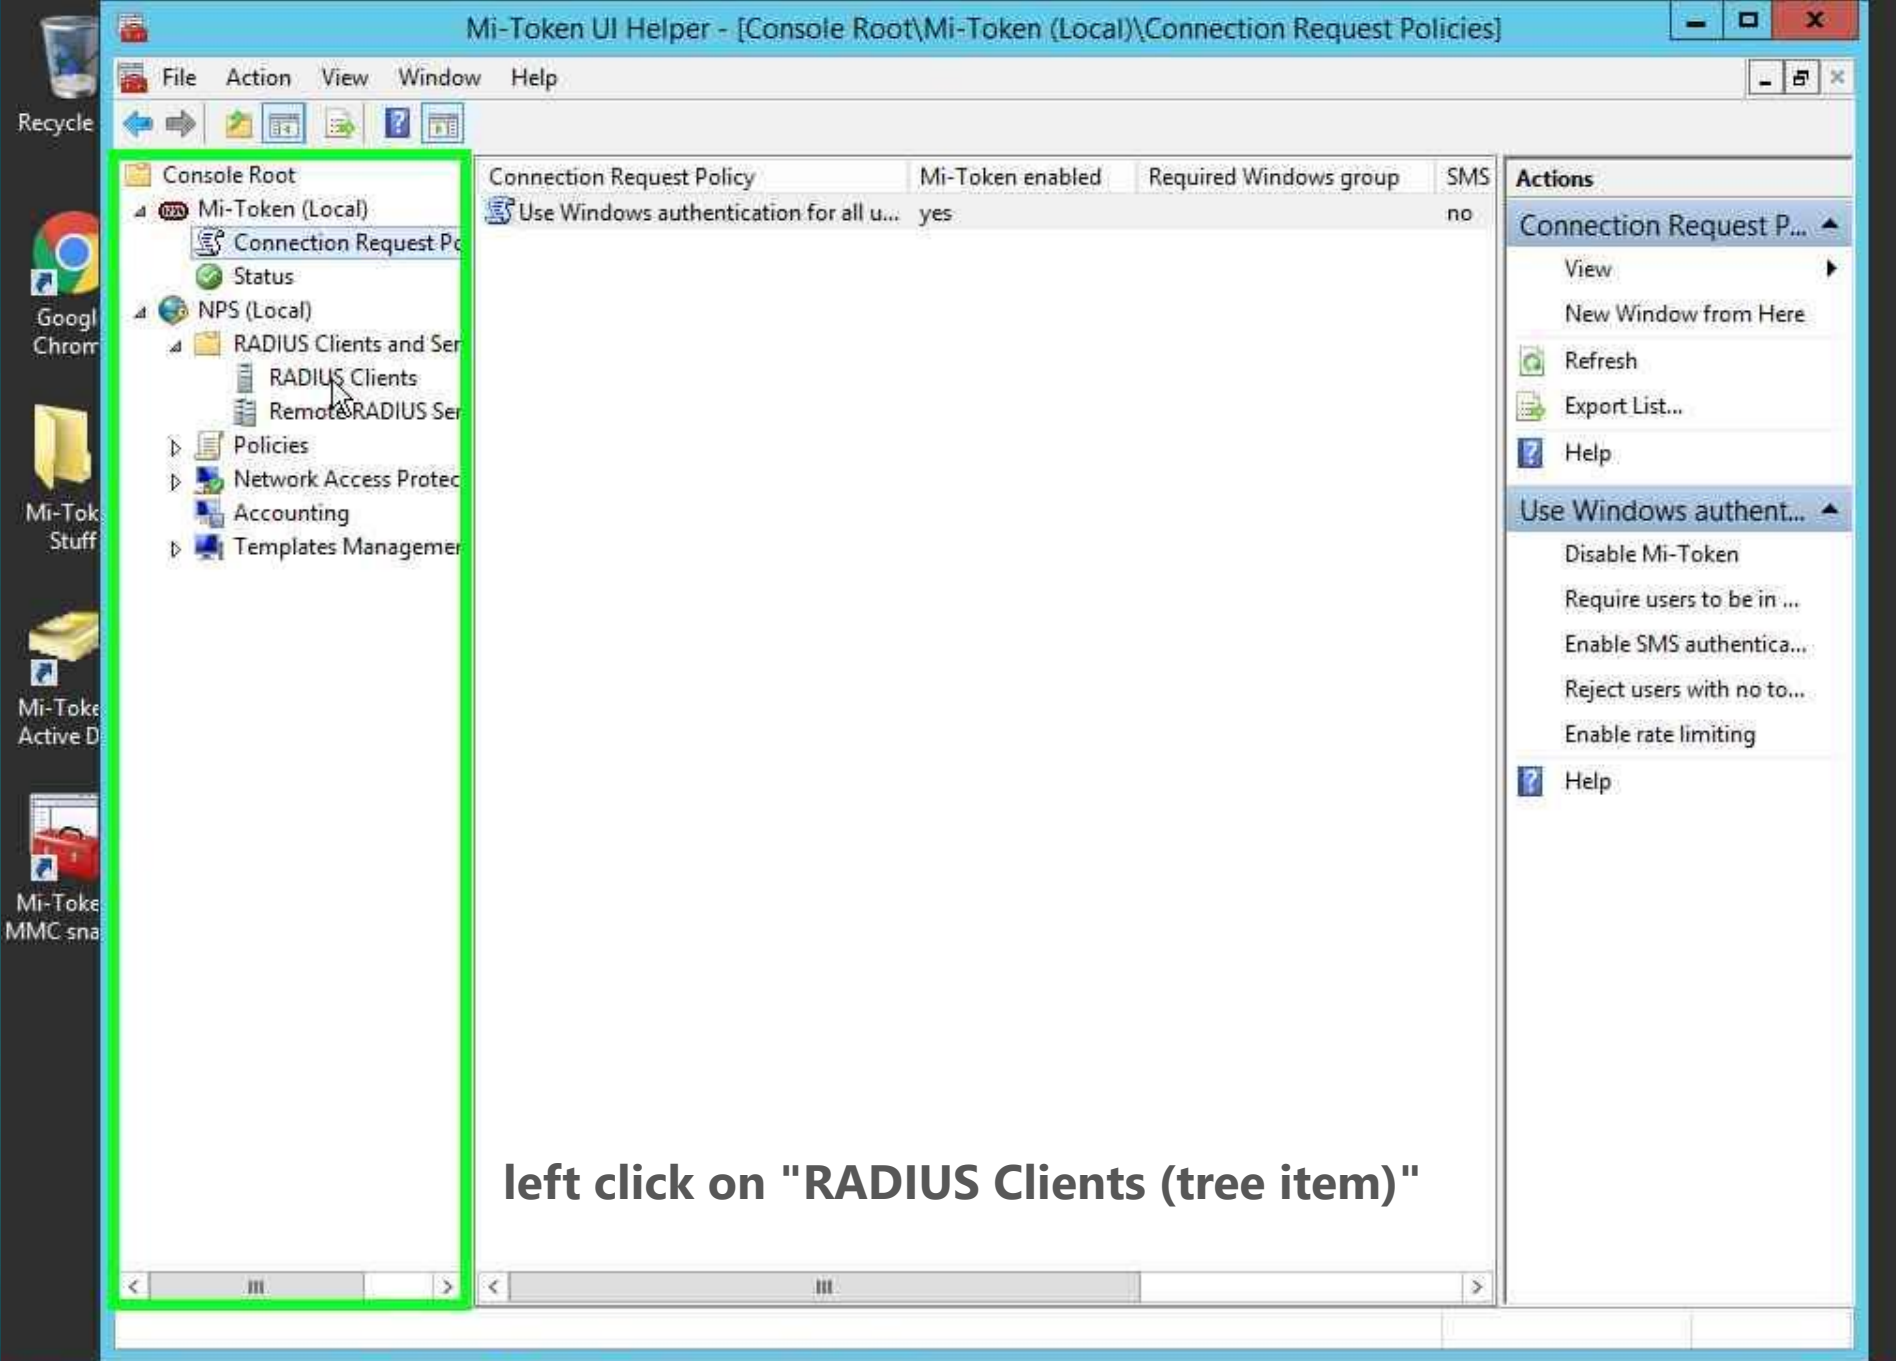 Mi-Token UI Helper - [Console Root\Mi-Token (Local)\Connection Request Policies]
File Action View Window Help
Recycle
Googl
Chrom
Mi-Tok
Stuff
Mi-Toke
Active D
Mi-Toke
MMC sna
Console Root
Mi-Token (Local)
Connection Request Po
Status
NPS (Local)
RADIUS Clients and Ser
RADIUS Clients
Remote RADIUS Ser
Policies
Network Access Protec
Accounting
Templates Managemen
Connection Request Policy Mi-Token enabled Required Windows group SMS
Use Windows authentication for all u... yes no
left click on "RADIUS Clients (tree item)"
Actions
Connection Request P...
View
New Window from Here
Refresh
Export List...
Help
Use Windows authent...
Disable Mi-Token
Require users to be in ...
Enable SMS authentica...
Reject users with no to...
Enable rate limiting
Help